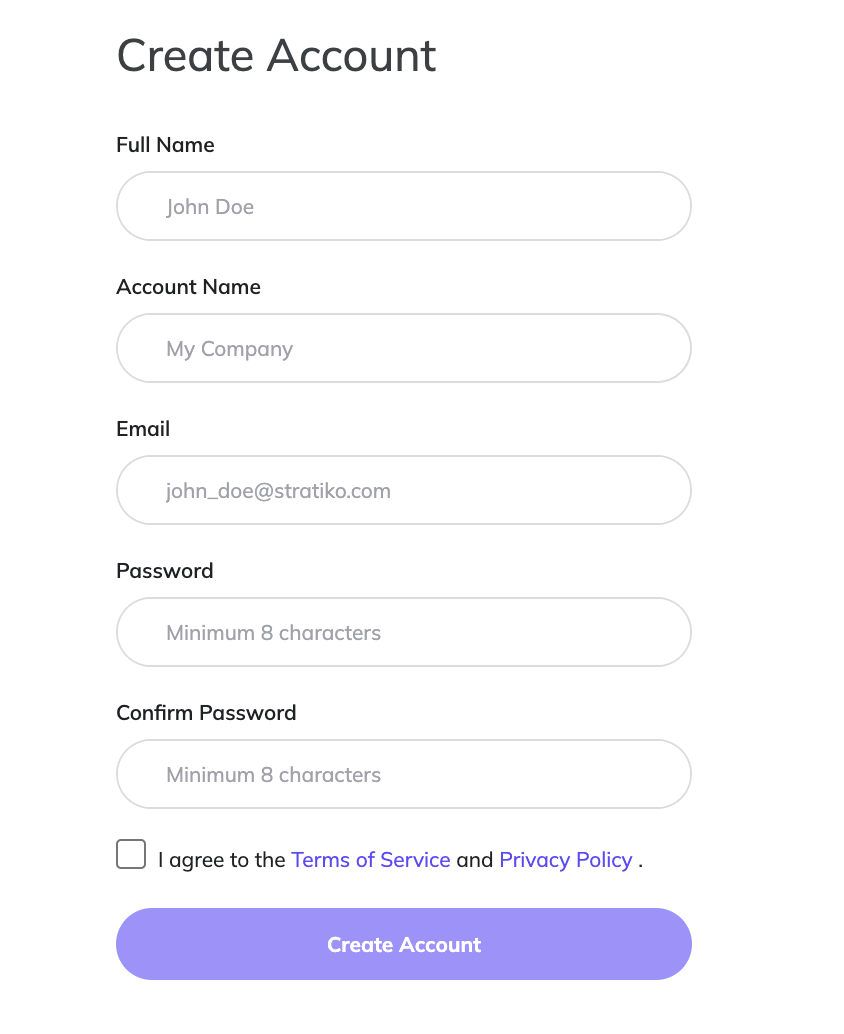 Create Account
Full Name
John Doe
Account Name
My Company
Email
john_doe@stratiko.com
Password
Minimum 8 characters
Confirm Password
Minimum 8 characters
I agree to the Terms of Service and Privacy Policy .
Create Account